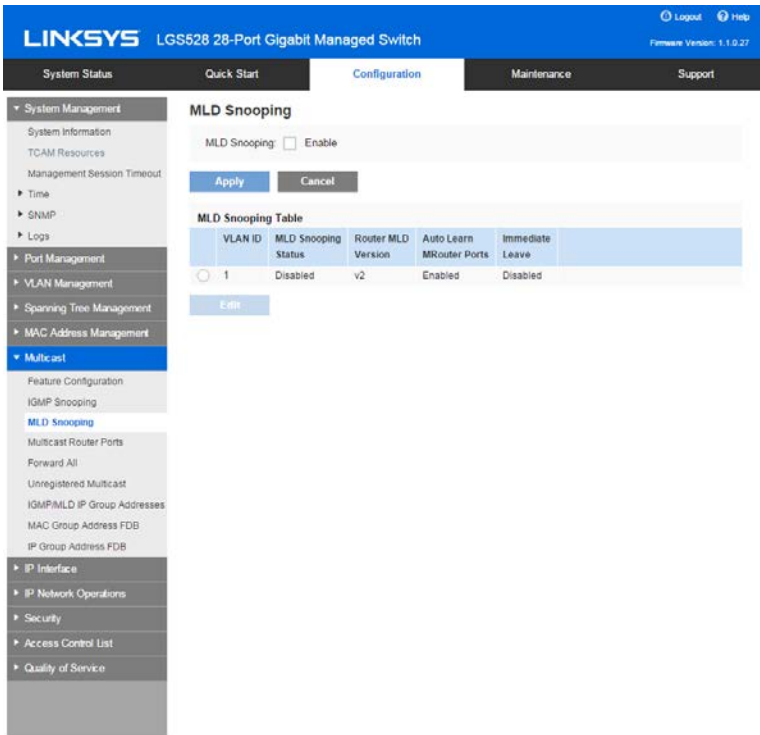 Logout Help
LINKSYS LGS528 28-Port Gigabit Managed Switch
Firmware Version: 1.1.0.27
System Status Quick Start Configuration Maintenance Support
System Management
System Information
TCAM Resources
Management Session Timeout
Time
SNMP
Logs
Port Management
VLAN Management
Spanning Tree Management
MAC Address Management
Multicast
Feature Configuration
IGMP Snooping
MLD Snooping
Multicast Router Ports
Forward All
Unregistered Multicast
IGMP/MLD IP Group Addresses
MAC Group Address FDB
IP Group Address FDB
IP Interface
IP Network Operations
Security
Access Control List
Quality of Service
MLD Snooping
MLD Snooping: Enable
Apply Cancel
MLD Snooping Table
VLAN ID MLD Snooping Status Router MLD Version Auto Learn MRouter Ports Immediate Leave
1 Disabled v2 Enabled Disabled
Edit